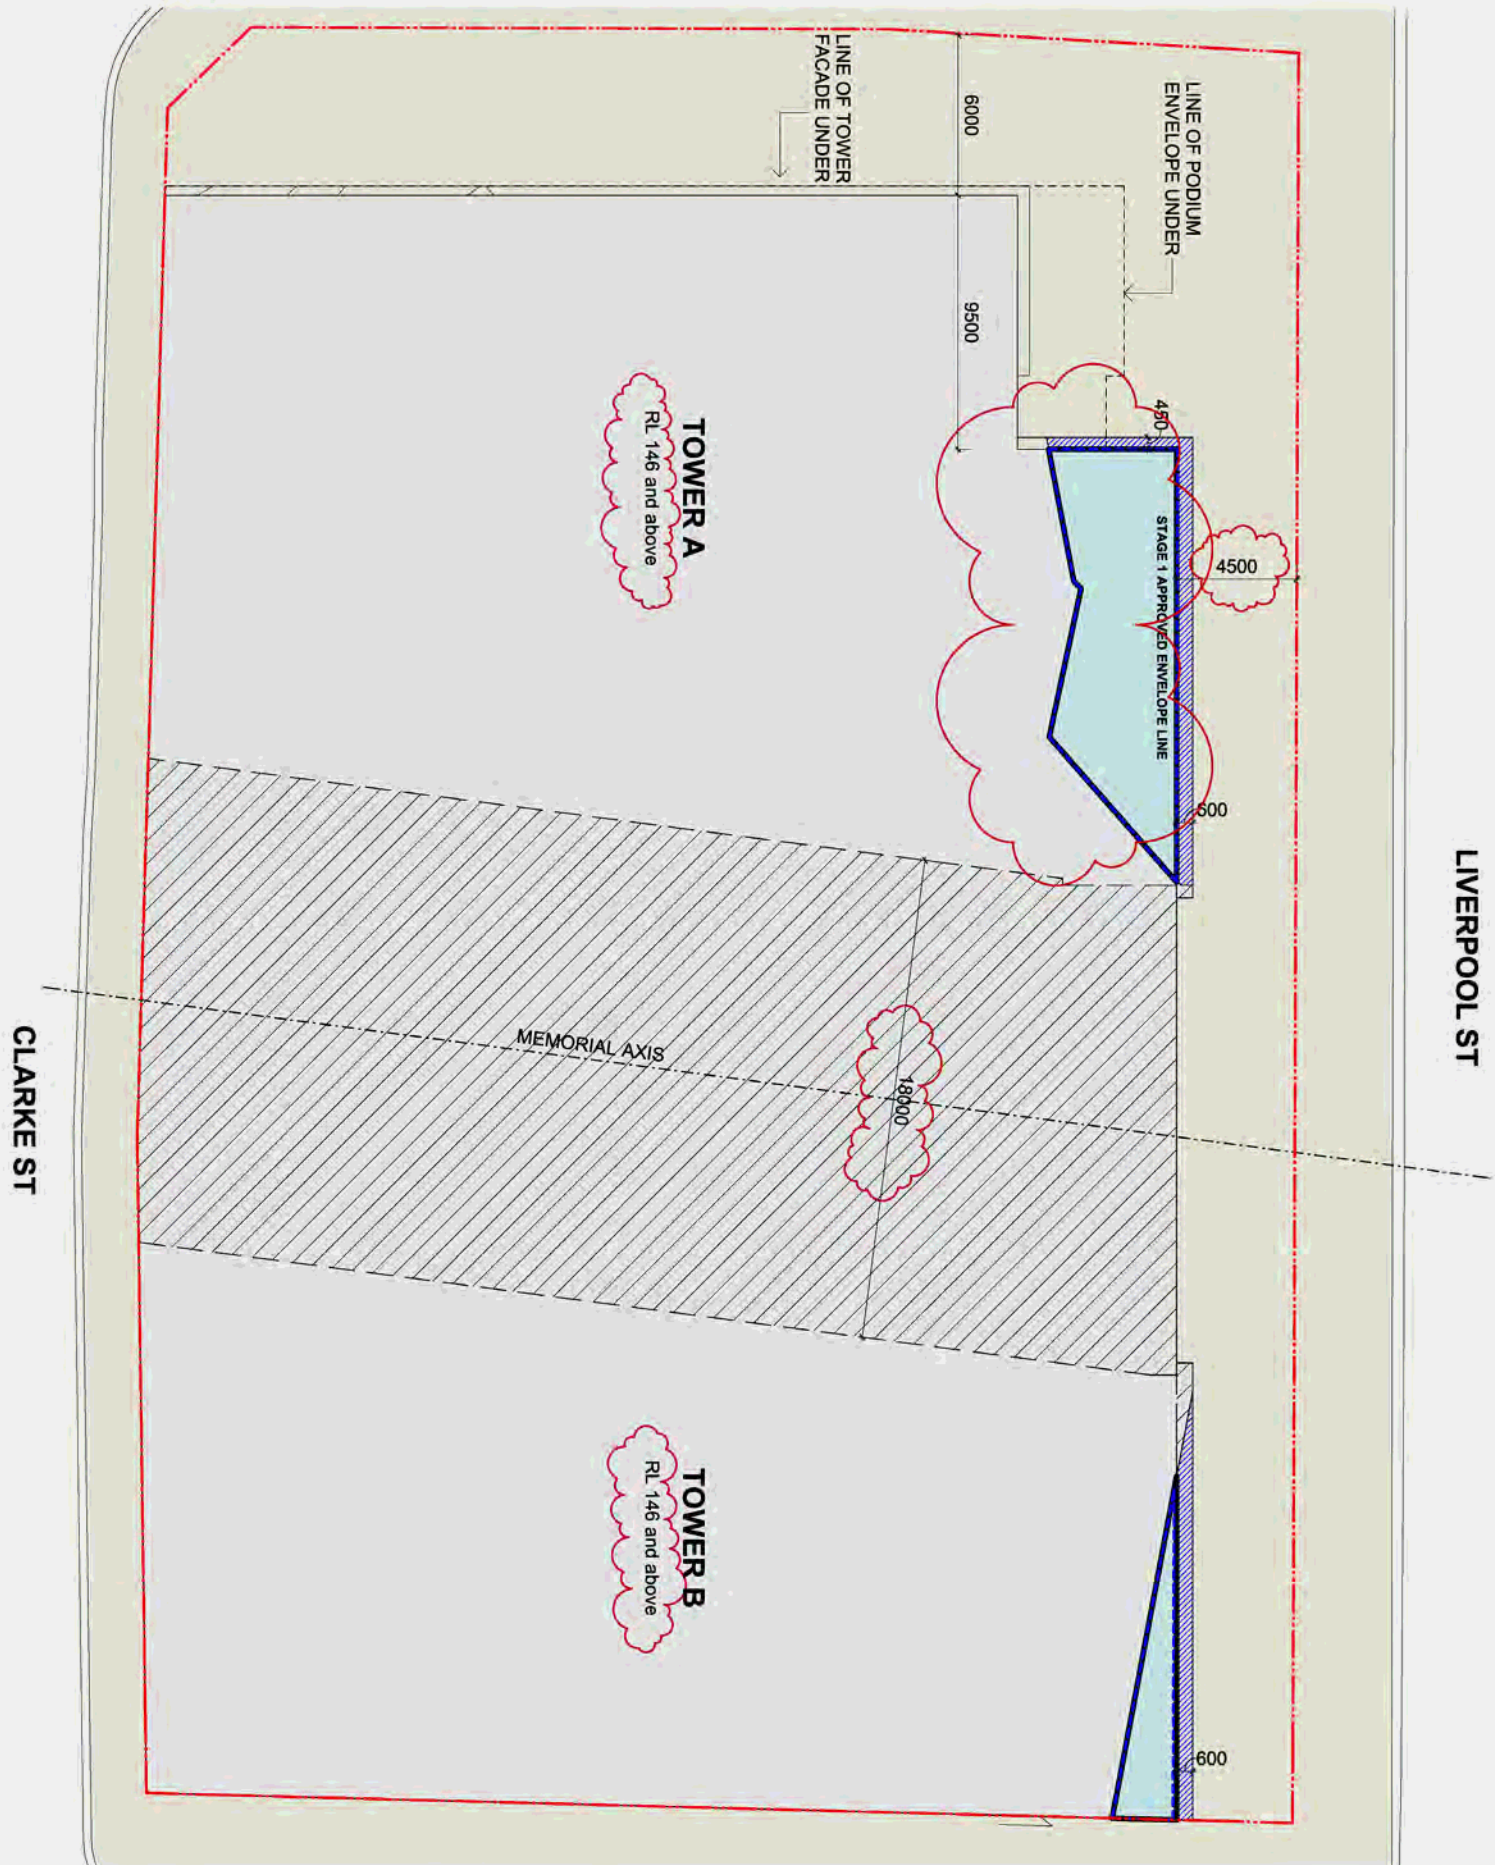 LIVERPOOL ST
LINE OF PODIUM
ENVELOPE UNDER
LINE OF TOWER
FACADE UNDER
6000
9500
450
4500
STAGE 1 APPROVED ENVELOPE LINE
600
TOWER A
RL 146 and above
MEMORIAL AXIS
18000
TOWER B
RL 146 and above
600
CLARKE ST